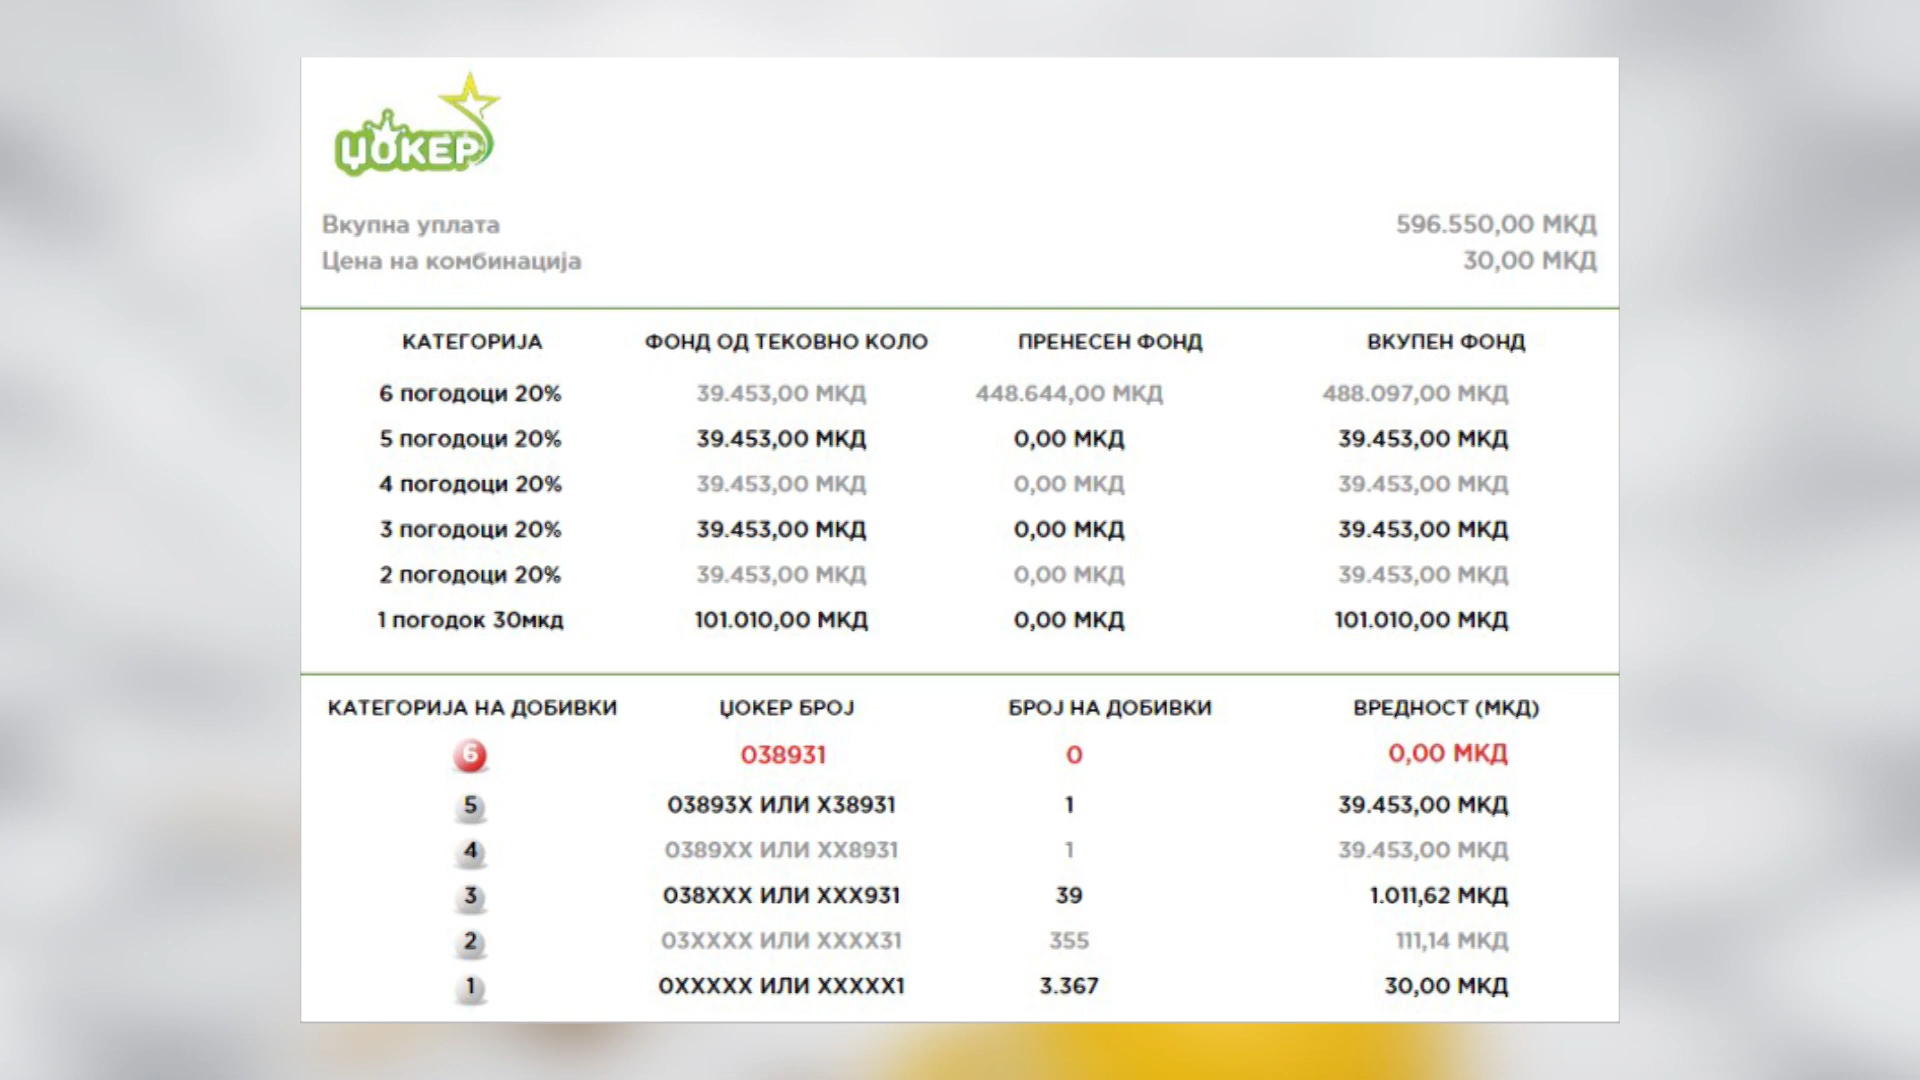 ЏОКЕР
Вкупна уплата 596.550,00 МКД
Цена на комбинација 30,00 МКД
КАТЕГОРИЈА ФОНД ОД ТЕКОВНО КОЛО ПРЕНЕСЕН ФОНД ВКУПЕН ФОНД
6 погодоци 20% 39.453,00 МКД 448.644,00 МКД 488.097,00 МКД
5 погодоци 20% 39.453,00 МКД 0,00 МКД 39.453,00 МКД
4 погодоци 20% 39.453,00 МКД 0,00 МКД 39.453,00 МКД
3 погодоци 20% 39.453,00 МКД 0,00 МКД 39.453,00 МКД
2 погодоци 20% 39.453,00 МКД 0,00 МКД 39.453,00 МКД
1 погодок 30мкд 101.010,00 МКД 0,00 МКД 101.010,00 МКД
КАТЕГОРИЈА НА ДОБИВКИ ЏОКЕР БРОЈ БРОЈ НА ДОБИВКИ ВРЕДНОСТ (МКД)
6 038931 0 0,00 МКД
5 03893X ИЛИ X38931 1 39.453,00 МКД
4 0389XX ИЛИ XX8931 1 39.453,00 МКД
3 038XXX ИЛИ XXX931 39 1.011,62 МКД
2 03XXXX ИЛИ XXXX31 355 111,14 МКД
1 0XXXXX ИЛИ XXXXX1 3.367 30,00 МКД